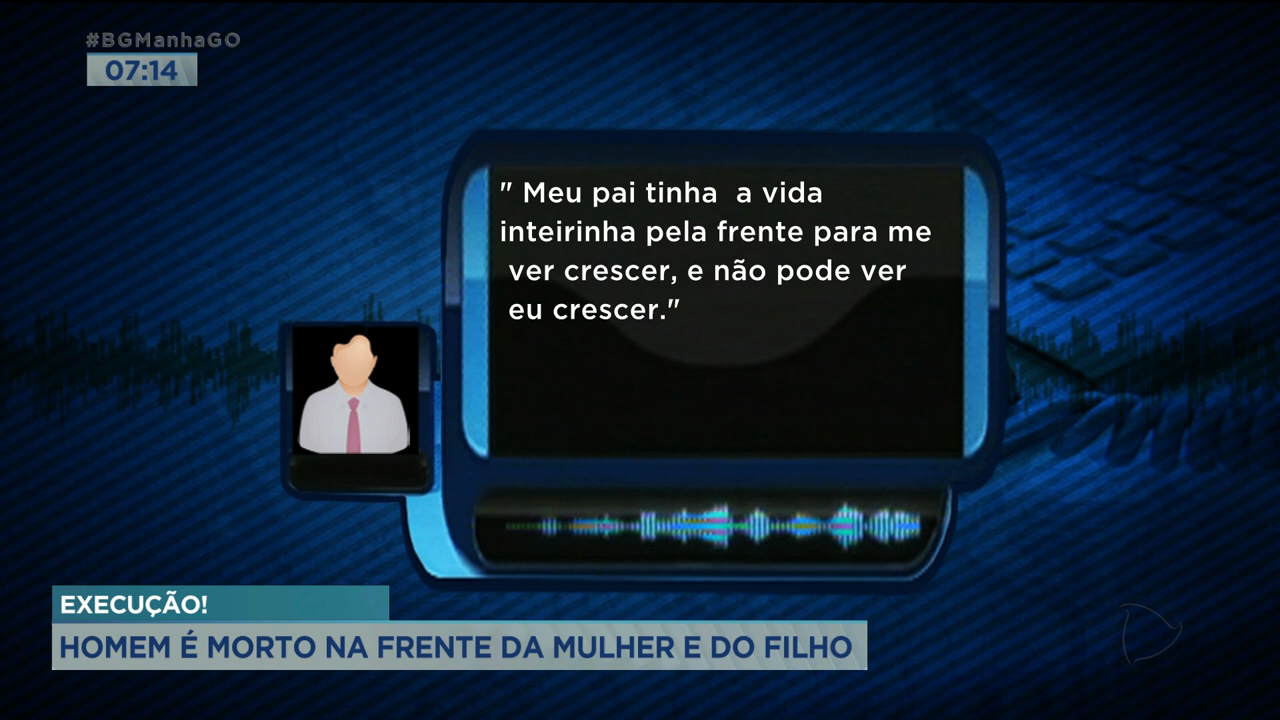 #BGManhaGO
07:14
" Meu pai tinha  a vida
inteirinha pela frente para me
ver crescer, e não pode ver
eu crescer."
EXECUÇÃO!
HOMEM É MORTO NA FRENTE DA MULHER E DO FILHO